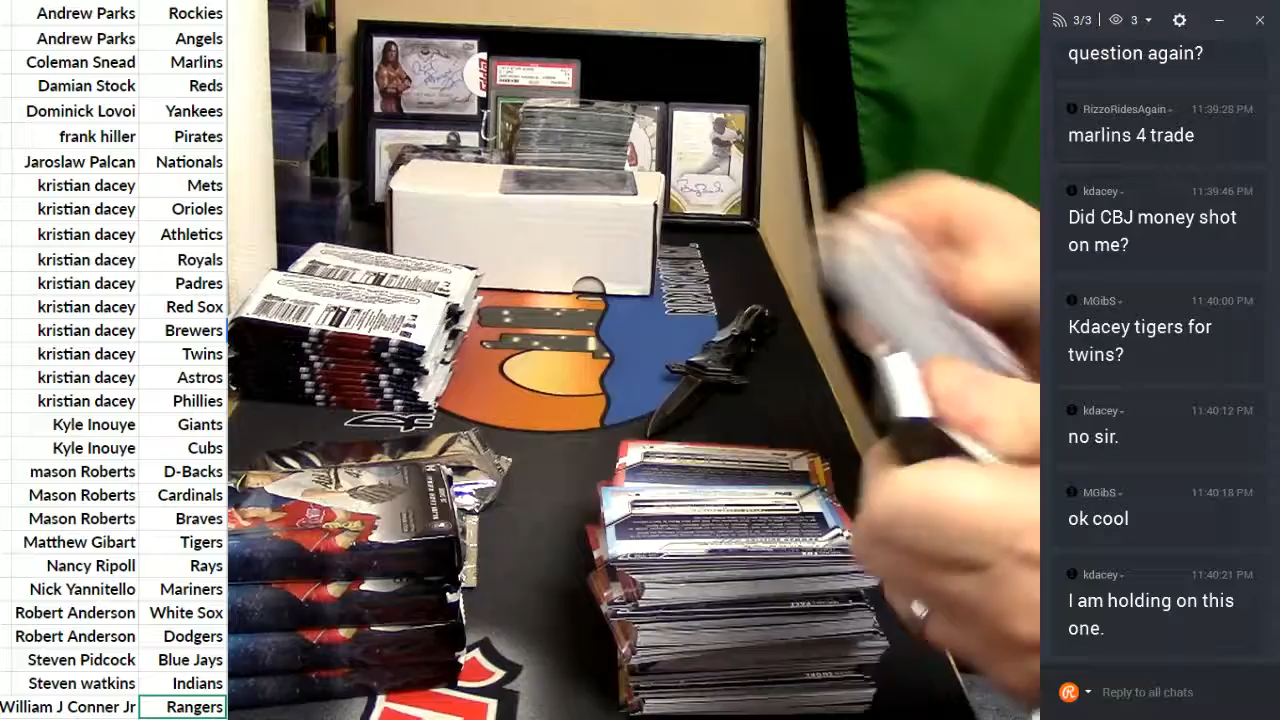 Andrew Parks Rockies
Andrew Parks Angels
Coleman Snead Marlins
Damian Stock Reds
Dominick Lovoi Yankees
frank hiller Pirates
Jaroslaw Palcan Nationals
kristian dacey Mets
kristian dacey Orioles
kristian dacey Athletics
kristian dacey Royals
kristian dacey Padres
kristian dacey Red Sox
kristian dacey Brewers
kristian dacey Twins
kristian dacey Astros
kristian dacey Phillies
Kyle Inouye Giants
Kyle Inouye Cubs
mason Roberts D-Backs
Mason Roberts Cardinals
Mason Roberts Braves
Matthew Gibart Tigers
Nancy Ripoll Rays
Nick Yannitello Mariners
Robert Anderson White Sox
Robert Anderson Dodgers
Steven Pidcock Blue Jays
Steven watkins Indians
William J Conner Jr Rangers
3/3 3
question again?
RizzoRidesAgain 11:39:28 PM
marlins 4 trade
kdacey 11:39:46 PM
Did CBJ money shot
on me?
MGibS 11:40:00 PM
Kdacey tigers for
twins?
kdacey 11:40:12 PM
no sir.
MGibS 11:40:18 PM
ok cool
kdacey 11:40:21 PM
I am holding on this
one.
Reply to all chats